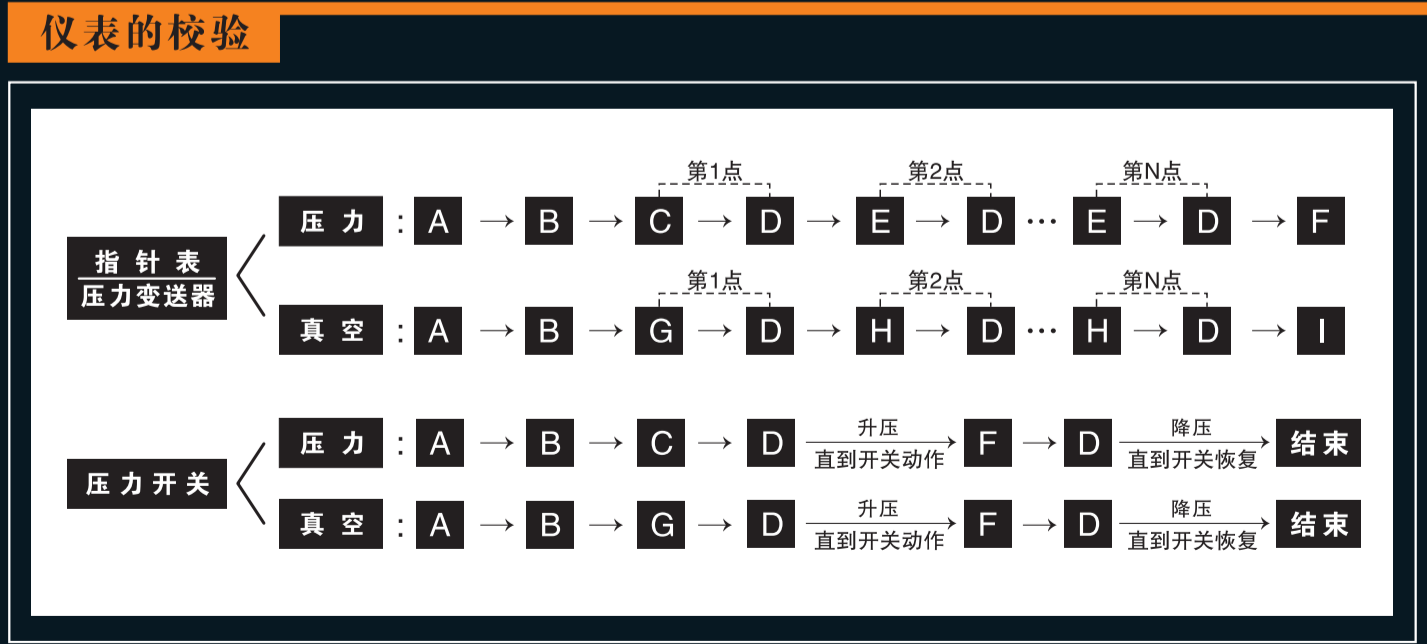 仪表的校验
第1点 第2点 第N点
压力 : A → B → C → D → E → D ··· E → D → F
指针表
压力变送器
第1点 第2点 第N点
真空 : A → B → G → D → H → D ··· H → D → I
升压 降压
压力 : A → B → C → D → F → D → 结束
直到开关动作 直到开关恢复
压力开关
升压 降压
真空 : A → B → G → D → F → D → 结束
直到开关动作 直到开关恢复